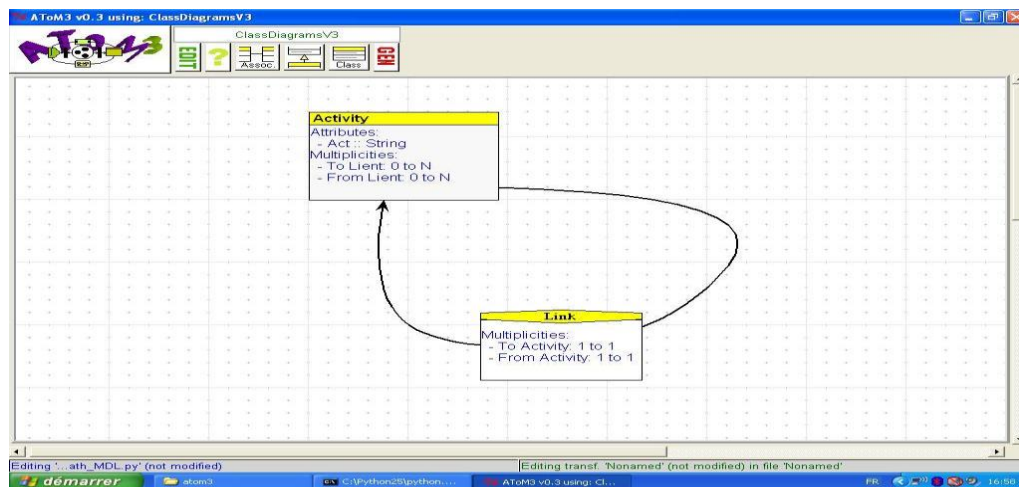 AToM3 v0.3 using: ClassDiagramsV3
ClassDiagramsV3
ATOM3
EDIT
?
Assoc.
Class
GEN
Activity
Attributes:
- Act :: String
Multiplicities:
- To Lient: 0 to N
- From Lient: 0 to N
Link
Multiplicities:
- To Activity: 1 to 1
- From Activity: 1 to 1
Editing '...ath_MDL.py' (not modified)
Editing transf. 'Nonamed' (not modified) in file 'Nonamed'
démarrer
atom3
C:\Python25\python....
AToM3 v0.3 using: Cl...
FR
16:58